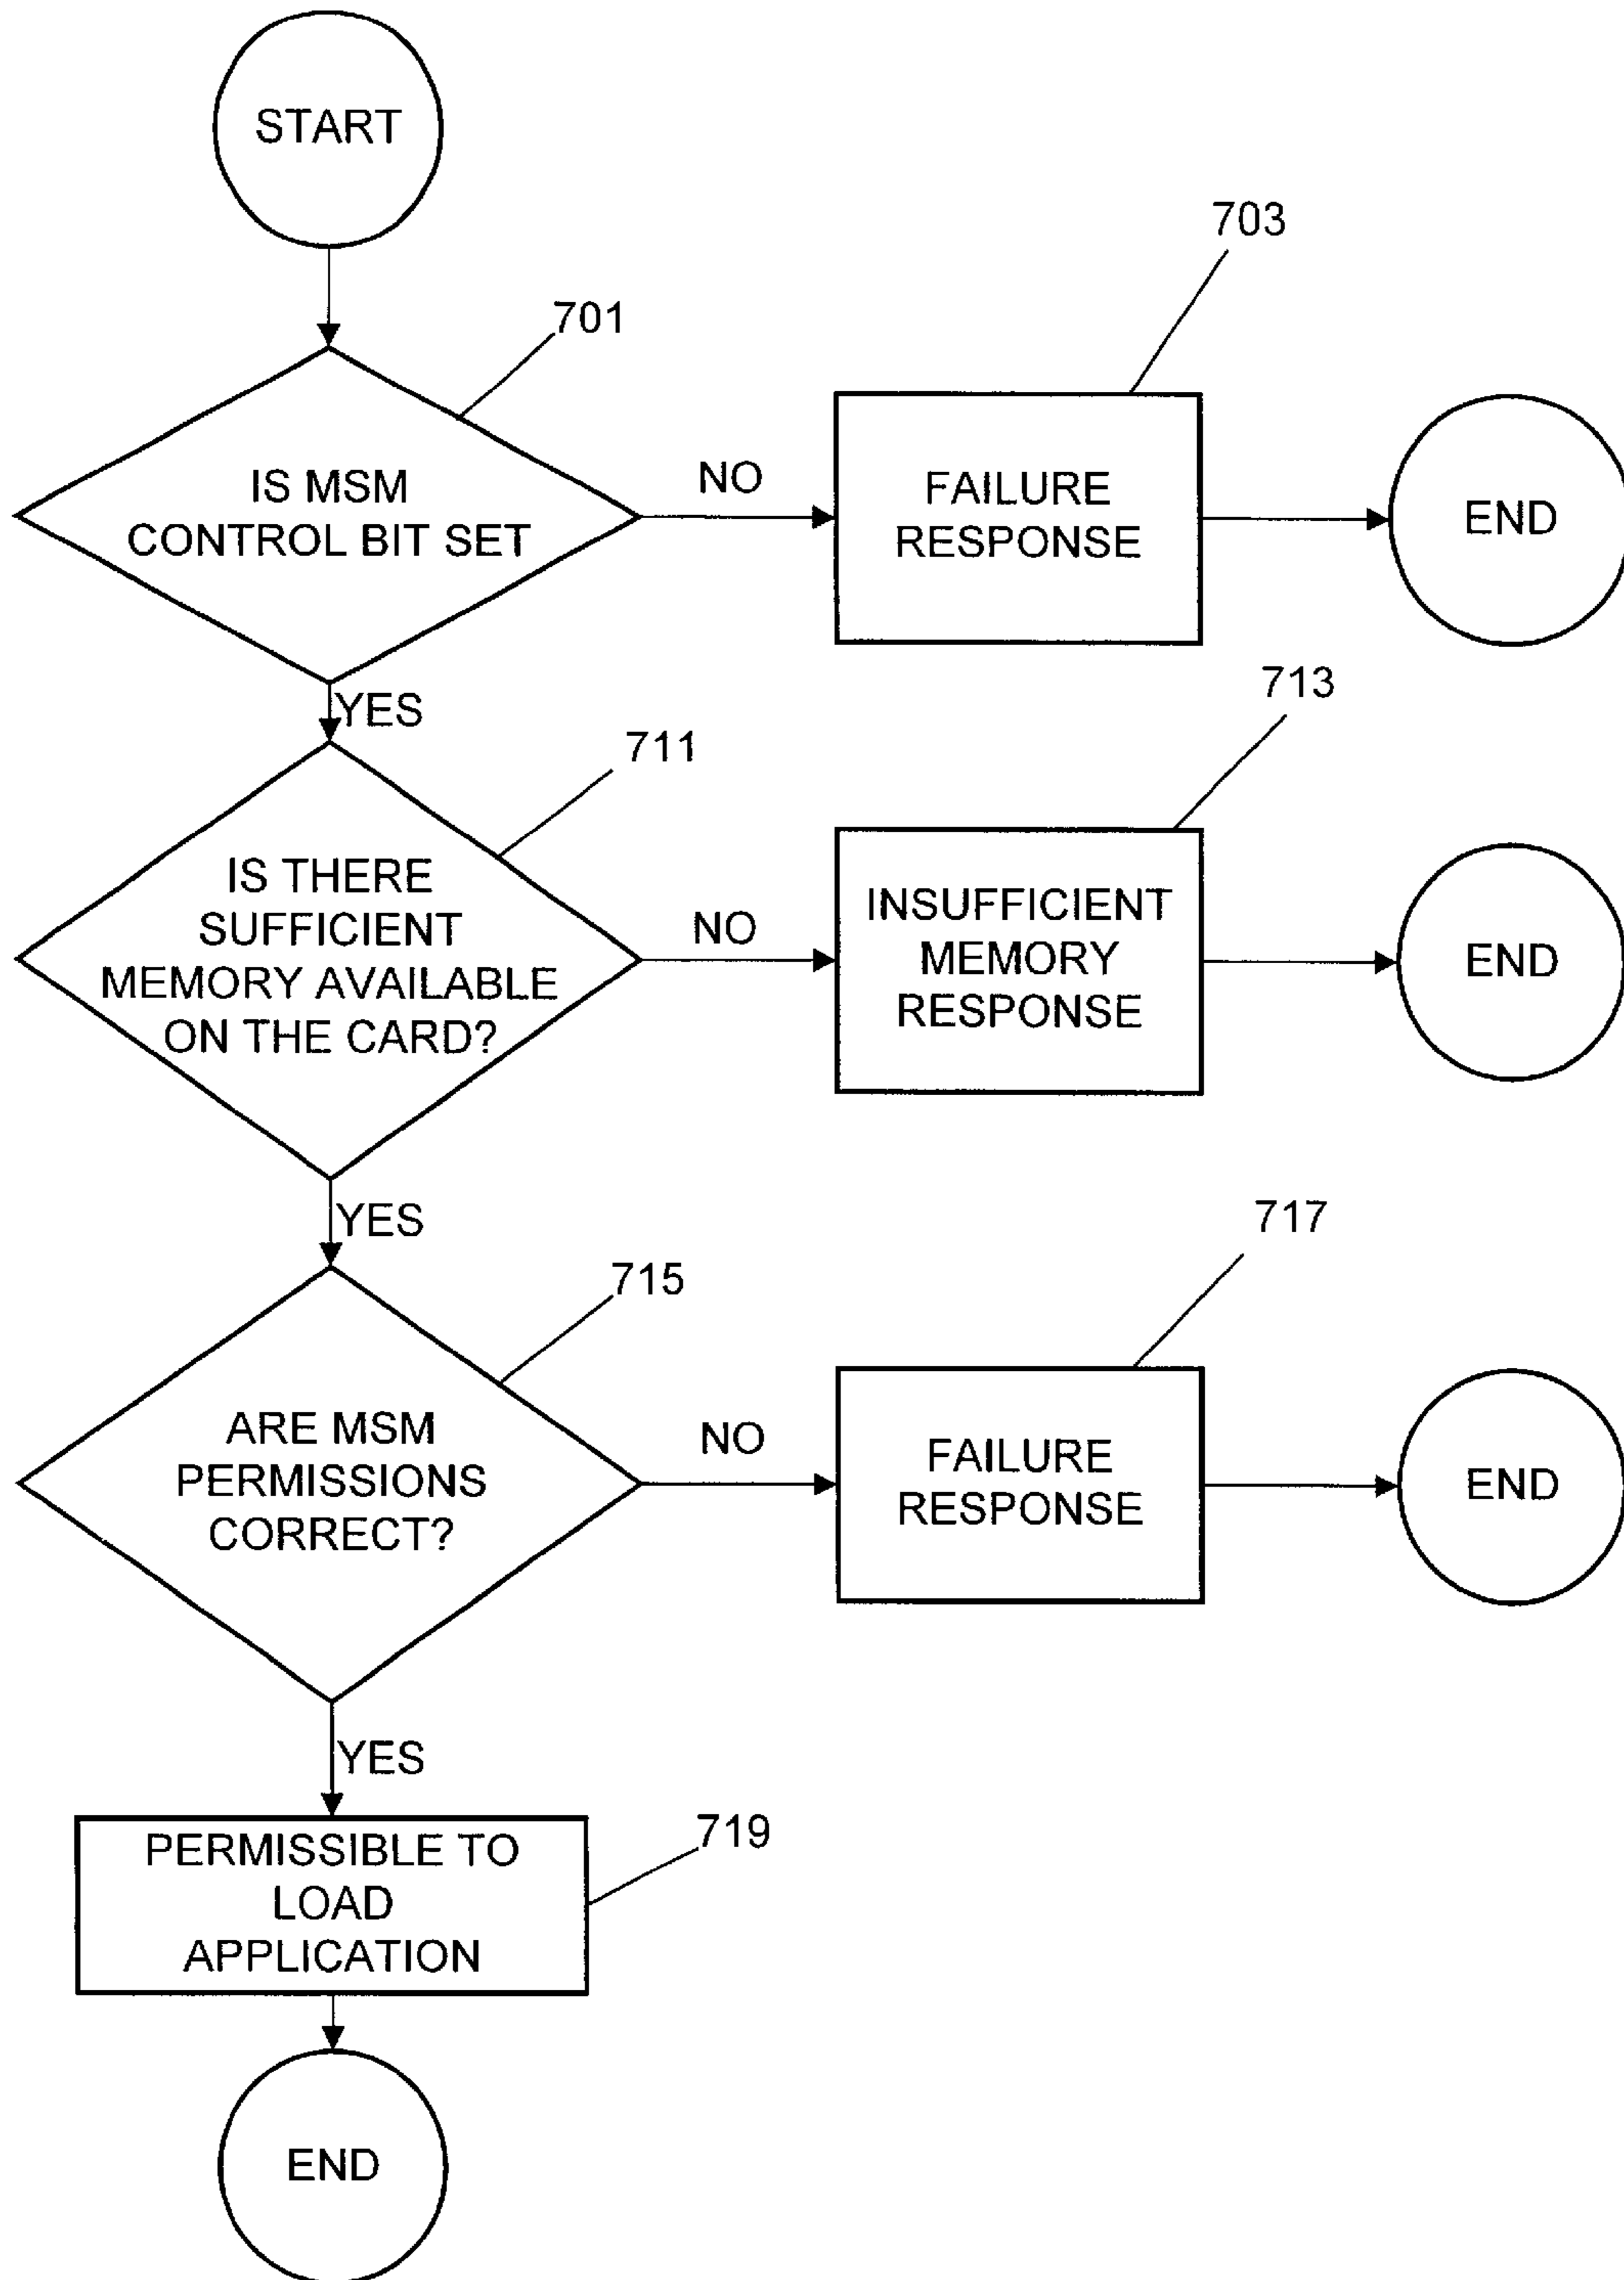 START
703
701
IS MSM
CONTROL BIT SET
NO
FAILURE
RESPONSE
END
YES
713
711
IS THERE
SUFFICIENT
MEMORY AVAILABLE
ON THE CARD?
NO
INSUFFICIENT
MEMORY
RESPONSE
END
YES
717
715
ARE MSM
PERMISSIONS
CORRECT?
NO
FAILURE
RESPONSE
END
YES
719
PERMISSIBLE TO
LOAD
APPLICATION
END